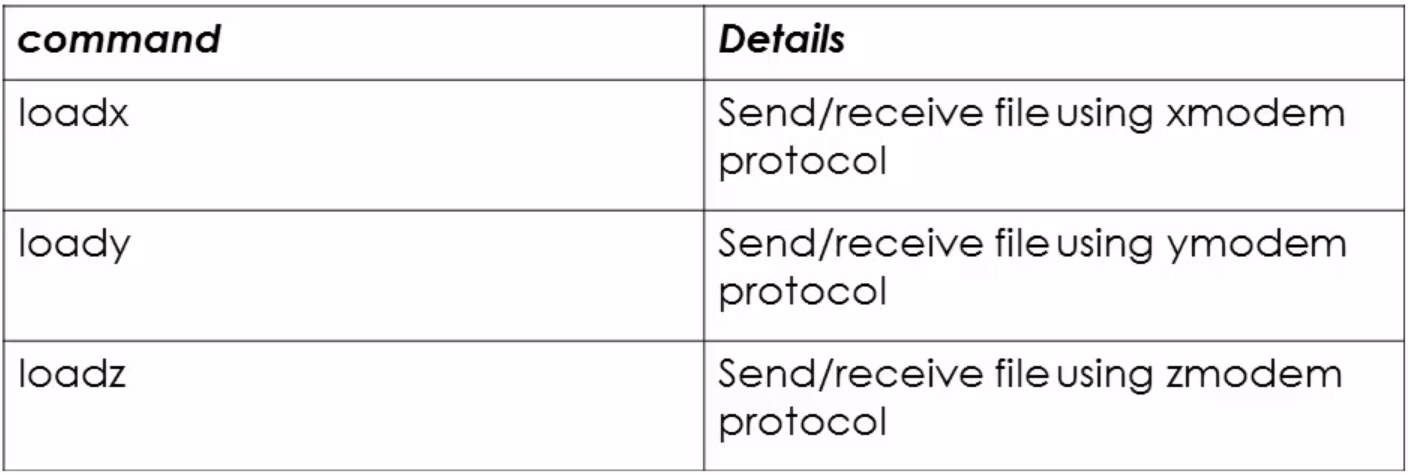 command Details
loadx Send/receive file using xmodem
protocol
loady Send/receive file using ymodem
protocol
loadz Send/receive file using zmodem
protocol